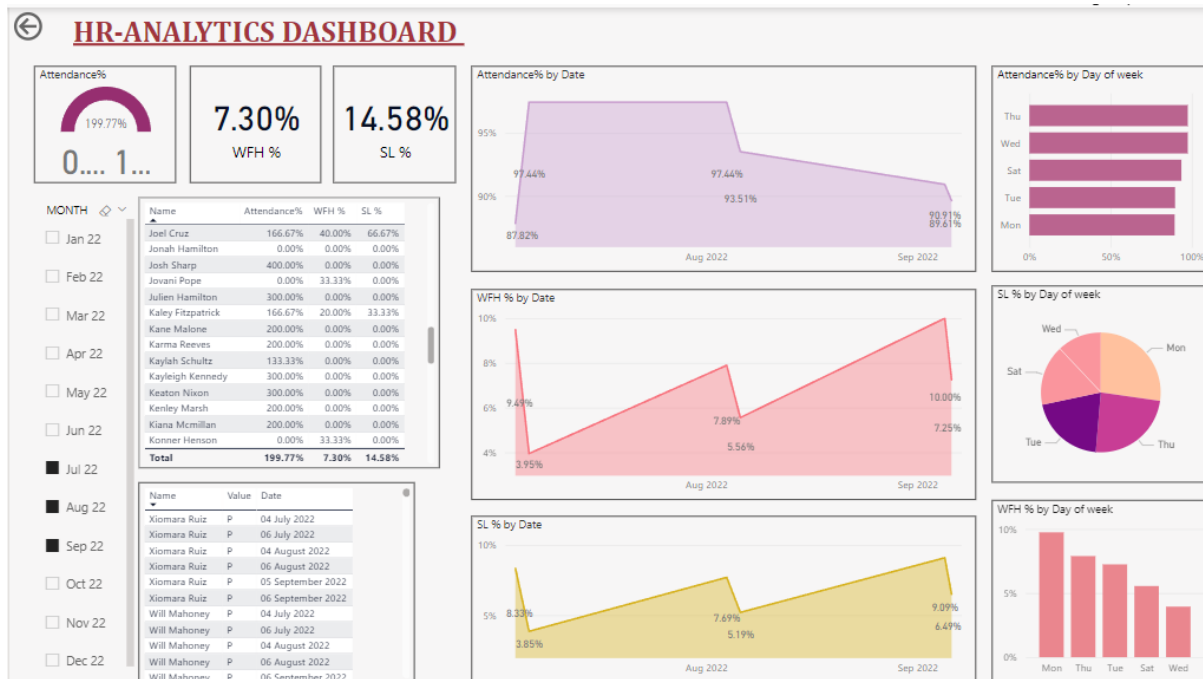 HR-ANALYTICS DASHBOARD
Attendance%
199.77%
0.... 1...
7.30%
WFH %
14.58%
SL %
MONTH
Jan 22
Feb 22
Mar 22
Apr 22
May 22
Jun 22
Jul 22
Aug 22
Sep 22
Oct 22
Nov 22
Dec 22
Name Attendance% WFH % SL %
Joel Cruz 166.67% 40.00% 66.67%
Jonah Hamilton 0.00% 0.00% 0.00%
Josh Sharp 400.00% 0.00% 0.00%
Jovani Pope 0.00% 33.33% 0.00%
Julien Hamilton 300.00% 0.00% 0.00%
Kaley Fitzpatrick 166.67% 20.00% 33.33%
Kane Malone 200.00% 0.00% 0.00%
Karma Reeves 200.00% 0.00% 0.00%
Kaylah Schultz 133.33% 0.00% 0.00%
Kayleigh Kennedy 300.00% 0.00% 0.00%
Keaton Nixon 300.00% 0.00% 0.00%
Kenley Marsh 200.00% 0.00% 0.00%
Kiana Mcmillan 200.00% 0.00% 0.00%
Konner Henson 0.00% 33.33% 0.00%
Total 199.77% 7.30% 14.58%
Name Value Date
Xiomara Ruiz P 04 July 2022
Xiomara Ruiz P 06 July 2022
Xiomara Ruiz P 04 August 2022
Xiomara Ruiz P 06 August 2022
Xiomara Ruiz P 05 September 2022
Xiomara Ruiz P 06 September 2022
Will Mahoney P 04 July 2022
Will Mahoney P 06 July 2022
Will Mahoney P 04 August 2022
Will Mahoney P 06 August 2022
Will Mahoney P 06 September 2022
Attendance% by Date
95%
90%
97.44%
97.44%
93.51%
90.91%
89.61%
87.82%
Aug 2022 Sep 2022
WFH % by Date
10%
8%
6%
4%
9.49%
3.95%
7.89%
5.56%
10.00%
7.25%
Aug 2022 Sep 2022
SL % by Date
10%
5%
8.33%
3.85%
7.69%
5.19%
9.09%
6.49%
Aug 2022 Sep 2022
Attendance% by Day of week
Thu
Wed
Sat
Tue
Mon
0% 50% 100%
SL % by Day of week
Wed
Mon
Sat
Tue
Thu
WFH % by Day of week
10%
5%
0%
Mon Thu Tue Sat Wed